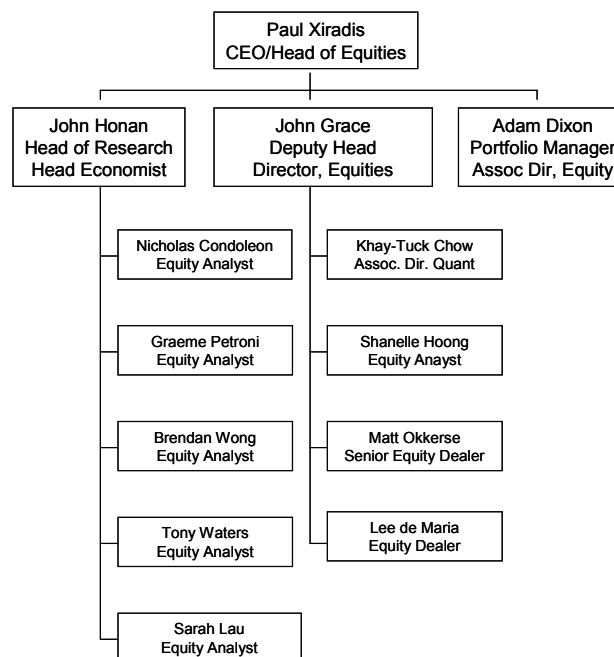 Paul Xiradis
CEO/Head of Equities
John Honan
Head of Research
Head Economist
John Grace
Deputy Head
Director, Equities
Adam Dixon
Portfolio Manager
Assoc Dir, Equity
Nicholas Condoleon
Equity Analyst
Graeme Petroni
Equity Analyst
Brendan Wong
Equity Analyst
Tony Waters
Equity Analyst
Sarah Lau
Equity Analyst
Khay-Tuck Chow
Assoc. Dir. Quant
Shanelle Hoong
Equity Anayst
Matt Okkerse
Senior Equity Dealer
Lee de Maria
Equity Dealer